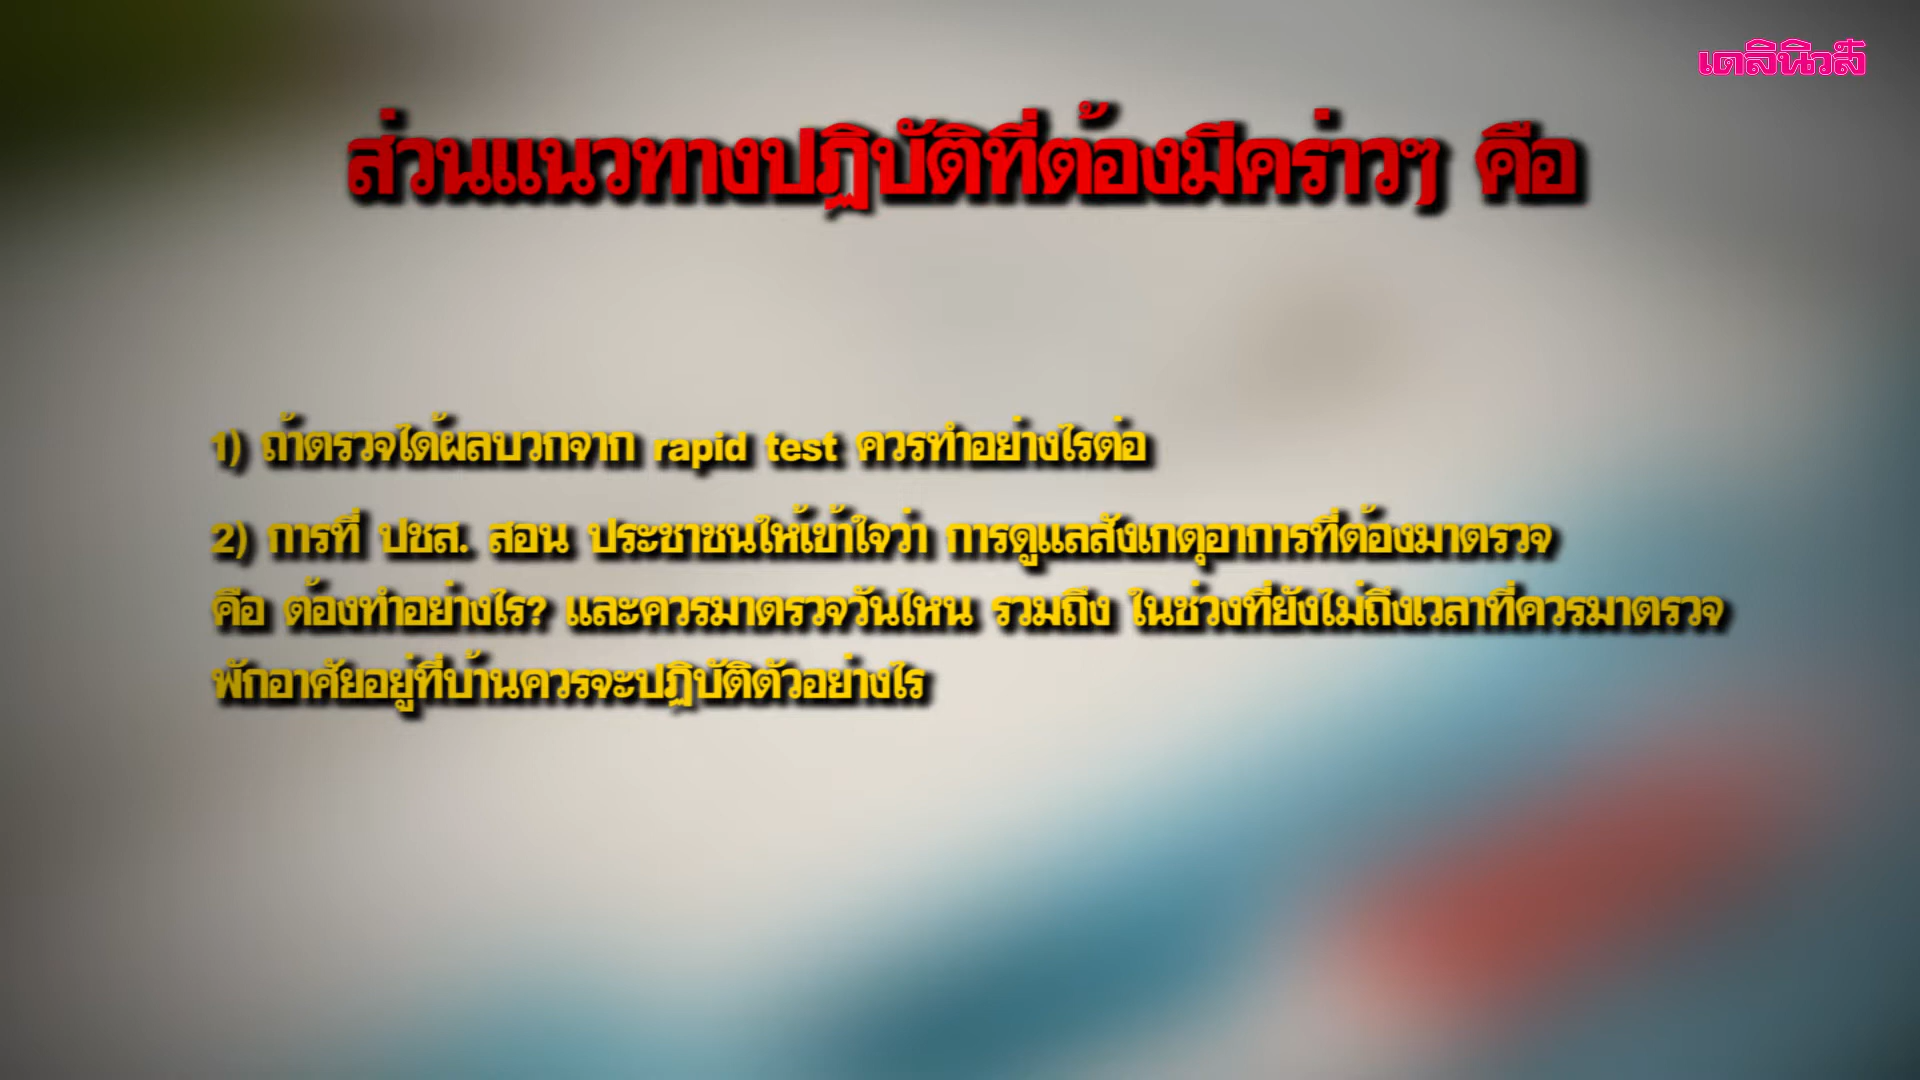 เดลินิวส์
ส่วนแนวทางปฏิบัติที่ต้องมีคร่าวๆ คือ
1) ถ้าตรวจได้ผลบวกจาก rapid test ควรทำอย่างไรต่อ
2) การที่ ปชส. สอน ประชาชนให้เข้าใจว่า การดูแลสังเกตุอาการที่ต้องมาตรวจ
คือ ต้องทำอย่างไร? และควรมาตรวจวันไหน รวมถึง ในช่วงที่ยังไม่ถึงเวลาที่ควรมาตรวจ
พักอาศัยอยู่ที่บ้านควรจะปฏิบัติตัวอย่างไร